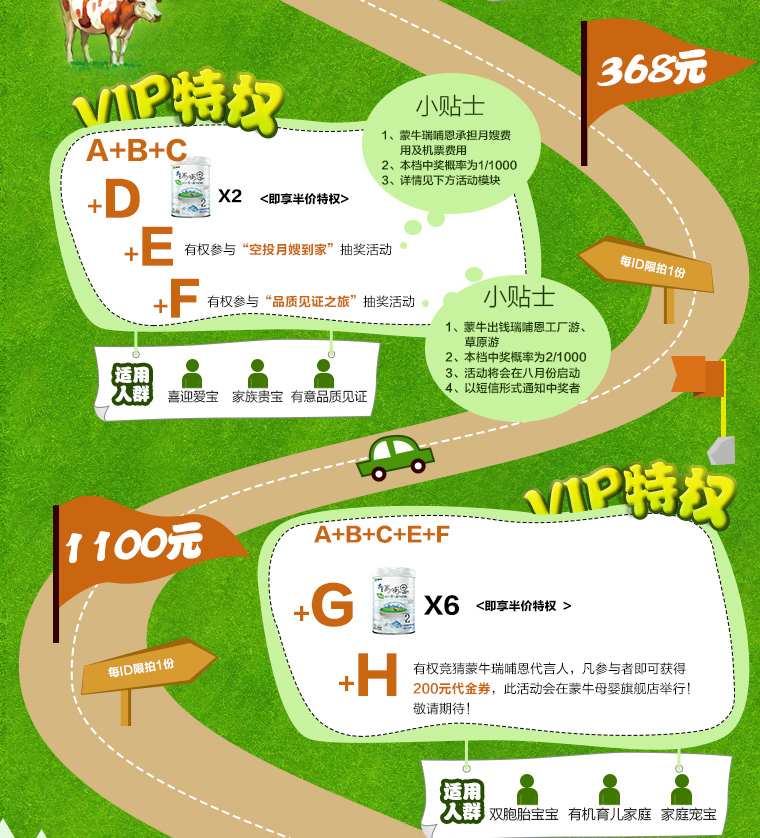 368元
VIP特权
小贴士
1、蒙牛瑞哺恩承担月嫂费
用及机票费用
2、本档中奖概率为1/1000
3、详情见下方活动模块
A+B+C
+D X2 <即享半价特权>
+E 有权参与“空投月嫂到家”抽奖活动
+F 有权参与“品质见证之旅”抽奖活动
每ID限拍1份
小贴士
1、蒙牛出钱瑞哺恩工厂游、
草原游
2、本档中奖概率为2/1000
3、活动将会在八月份启动
4、以短信形式通知中奖者
适用
人群
喜迎爱宝 家族贵宝 有意品质见证
VIP特权
1100元
A+B+C+E+F
+G X6 <即享半价特权 >
+H 有权竞猜蒙牛瑞哺恩代言人，凡参与者即可获得
200元代金券，此活动会在蒙牛母婴旗舰店举行！
敬请期待！
每ID限拍1份
适用
人群
双胞胎宝宝 有机育儿家庭 家庭宠宝